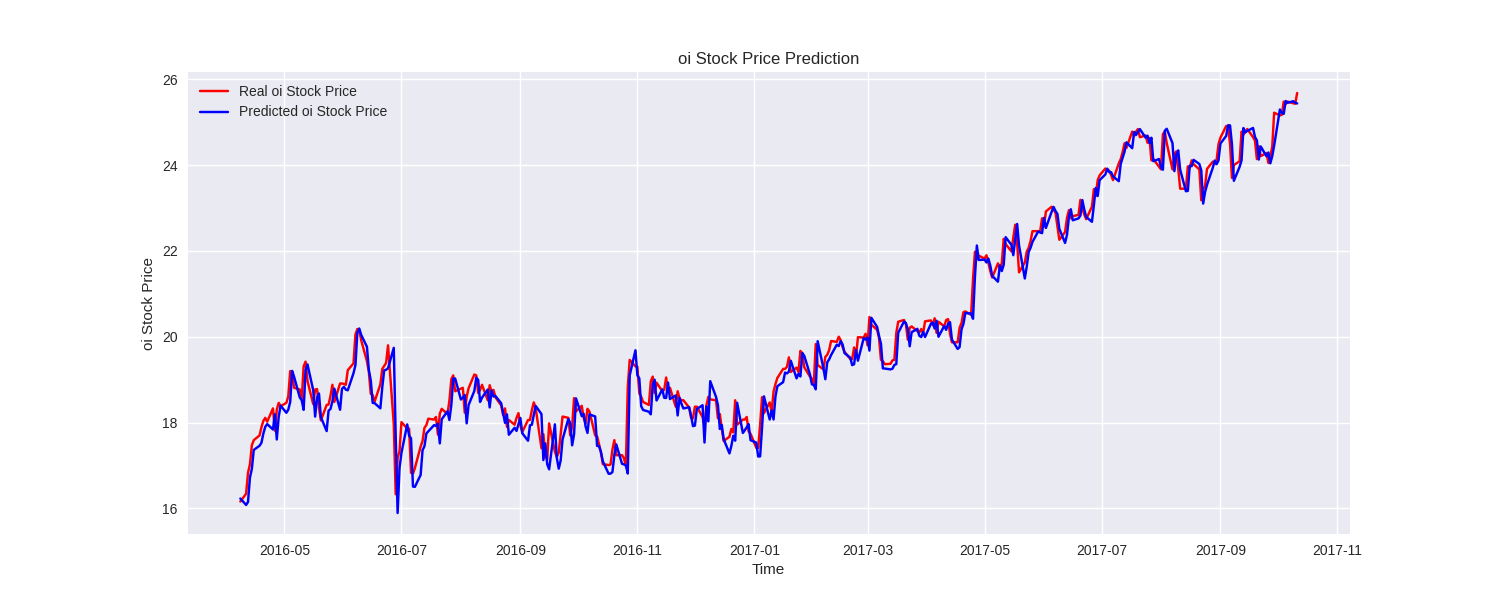 oi Stock Price Prediction
26
Real oi Stock Price
Predicted oi Stock Price
24
22
oi Stock Price
20
18
16
2016-05 2016-07 2016-09 2016-11 2017-01 2017-03 2017-05 2017-07 2017-09 2017-11
Time